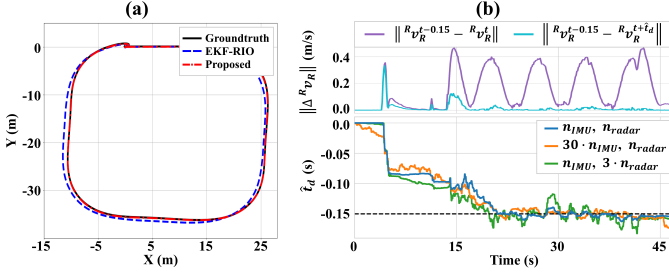 (a)
Groundtruth
EKF-RIO
Proposed
0
-10
-20
-30
Y (m)
-15
-5
5
15
25
X (m)
(b)
‖ ᴿv_R^{t-0.15} − ᴿv_R^{t} ‖
‖ ᴿv_R^{t-0.15} − ᴿv_R^{t+t̂_d} ‖
‖Δ ᴿv_R‖ (m/s)
0.4
0.2
0.0
t̂_d (s)
0.00
-0.05
-0.10
-0.15
n_IMU, n_radar
30 · n_IMU, n_radar
n_IMU, 3 · n_radar
0
15
30
45
Time (s)